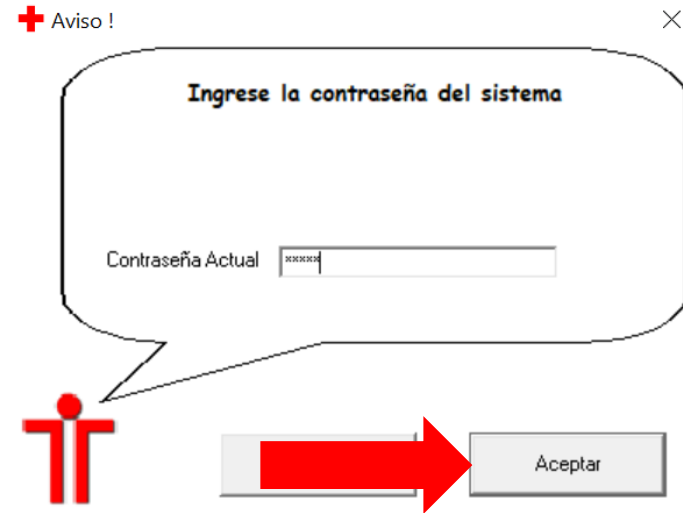 Aviso !
Ingrese la contraseña del sistema
Contraseña Actual *****
Aceptar